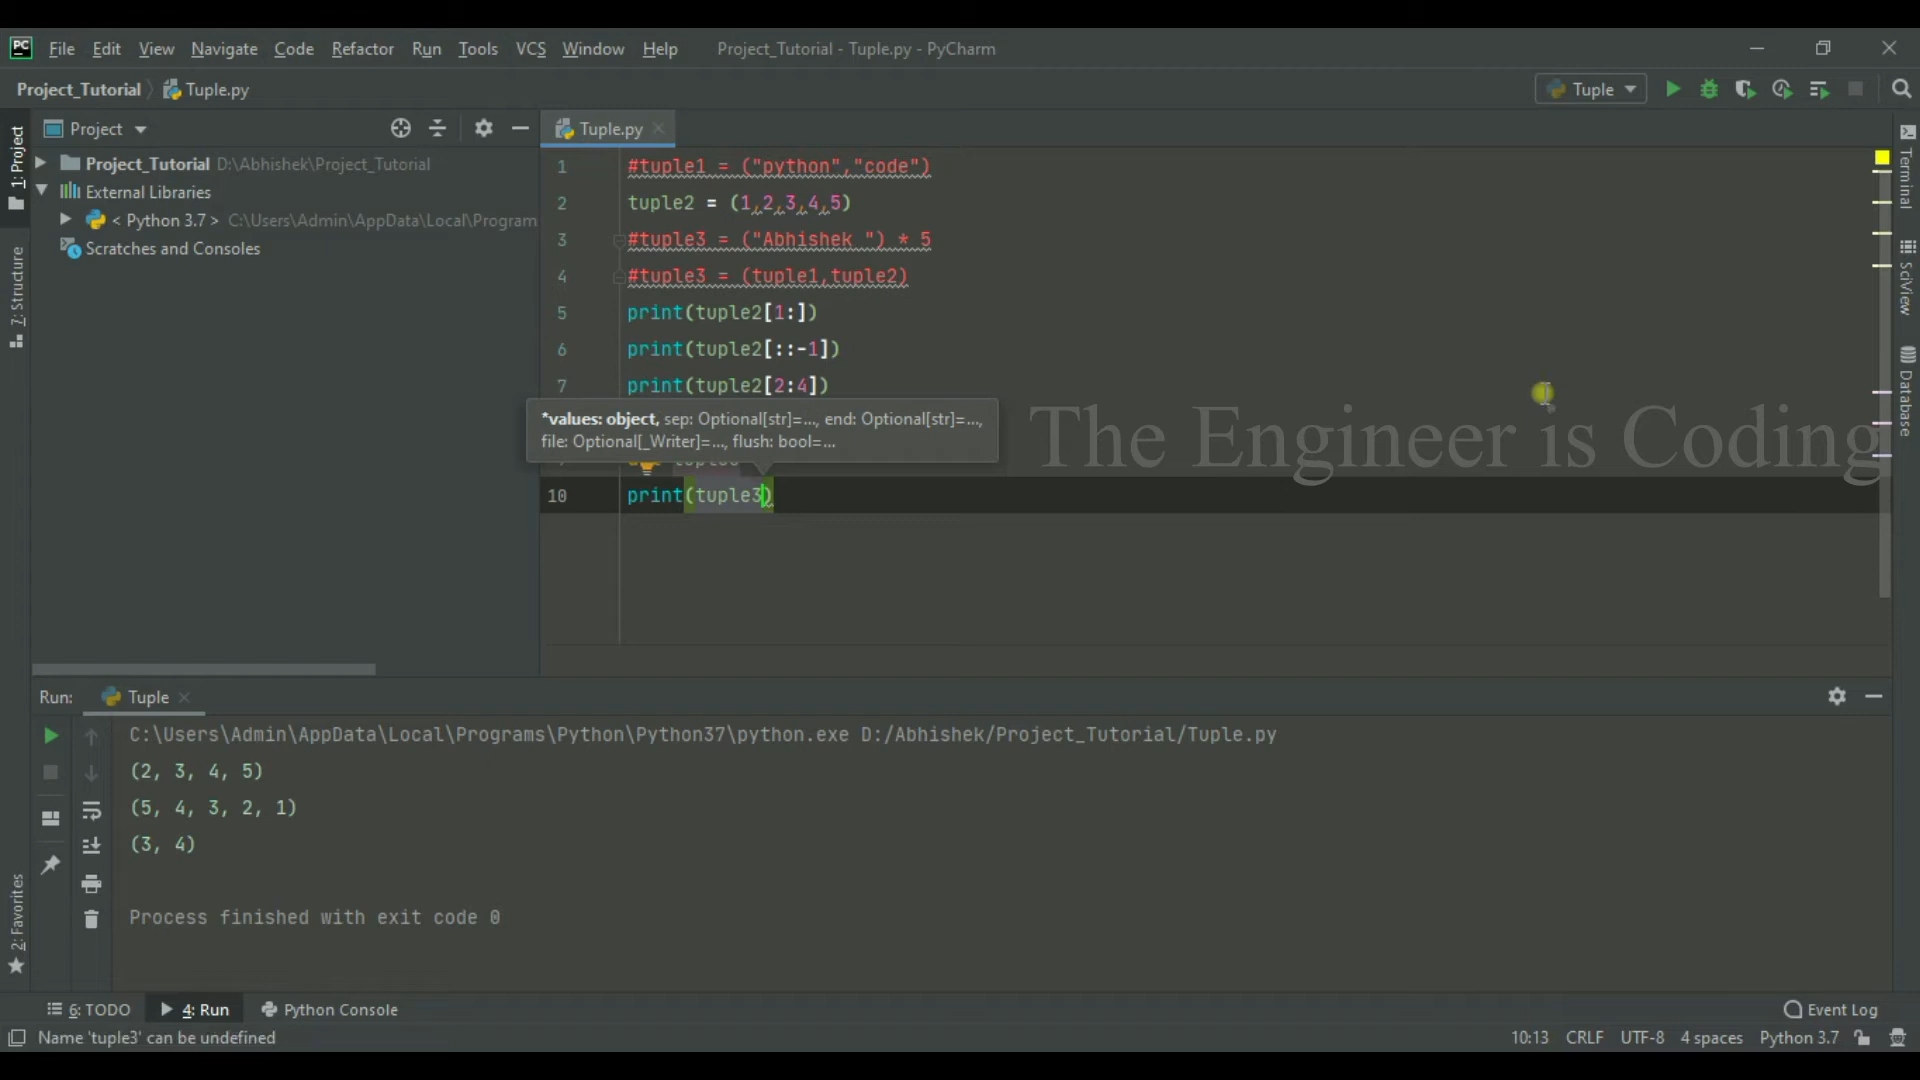 PC File Edit View Navigate Code Refactor Run Tools VCS Window Help Project_Tutorial - Tuple.py - PyCharm
Project_Tutorial Tuple.py Tuple
1: Project
Project
Project_Tutorial D:\Abhishek\Project_Tutorial
External Libraries
< Python 3.7 > C:\Users\Admin\AppData\Local\Program
Scratches and Consoles
7: Structure
Tuple.py
1 #tuple1 = ("python","code")
2 tuple2 = (1,2,3,4,5)
3 #tuple3 = ("Abhishek ") * 5
4 #tuple3 = (tuple1,tuple2)
5 print(tuple2[1:])
6 print(tuple2[::-1])
7 print(tuple2[2:4])
*values: object, sep: Optional[str]=..., end: Optional[str]=...,
file: Optional[_Writer]=..., flush: bool=...
10 print(tuple3)
The Engineer is Coding
Terminal
SciView
Database
Run: Tuple
C:\Users\Admin\AppData\Local\Programs\Python\Python37\python.exe D:/Abhishek/Project_Tutorial/Tuple.py
(2, 3, 4, 5)
(5, 4, 3, 2, 1)
(3, 4)
Process finished with exit code 0
2: Favorites
6: TODO 4: Run Python Console Event Log
Name 'tuple3' can be undefined 10:13 CRLF UTF-8 4 spaces Python 3.7